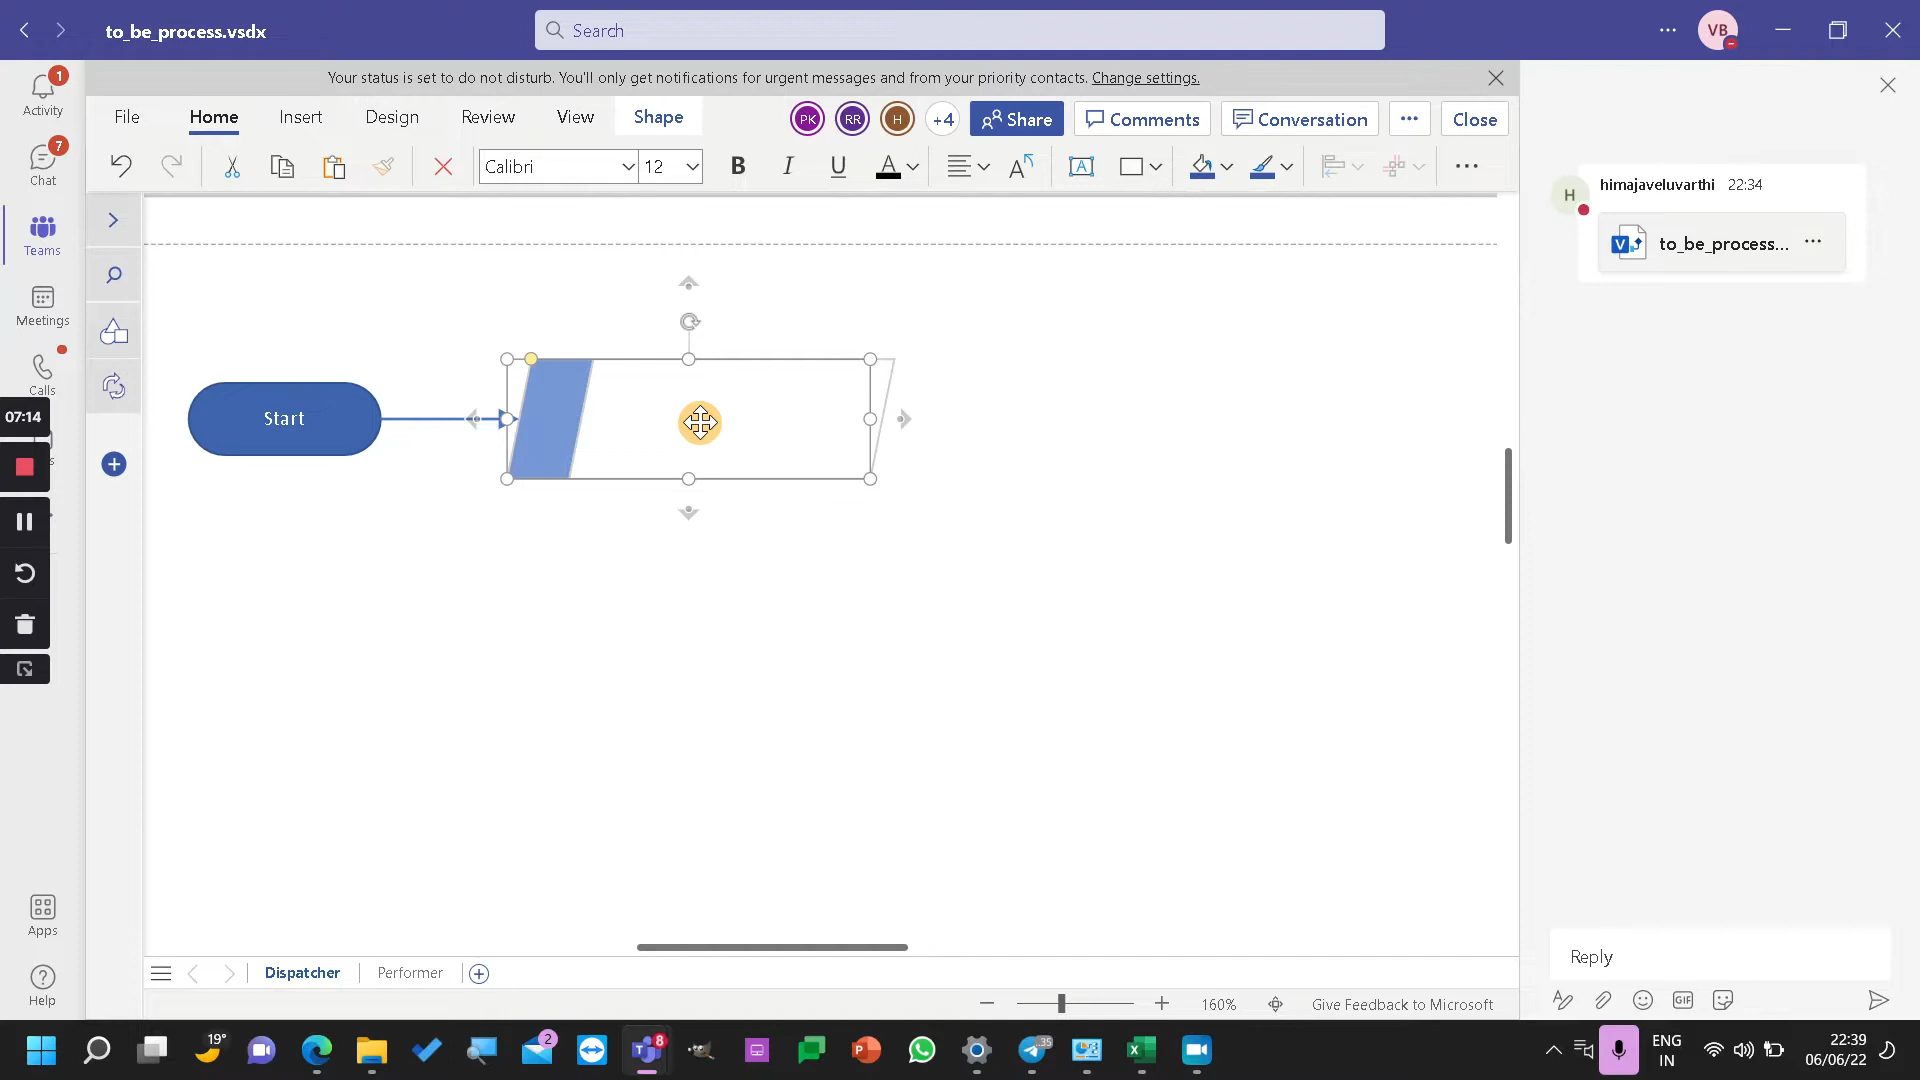 to_be_process.vsdx
Search
VB
Your status is set to do not disturb. You'll only get notifications for urgent messages and from your priority contacts. Change settings.
1
Activity
7
Chat
Teams
Meetings
Calls
07:14
File
Home
Insert
Design
Review
View
Shape
PK
RR
H
+4
Share
Comments
Conversation
Close
Calibri
12
B
I
U
A
A
A
Start
H
himajaveluvarthi 22:34
V
to_be_process...
Reply
GIF
Apps
Help
Dispatcher
Performer
160%
Give Feedback to Microsoft
19°
2
8
ENG
IN
22:39
06/06/22